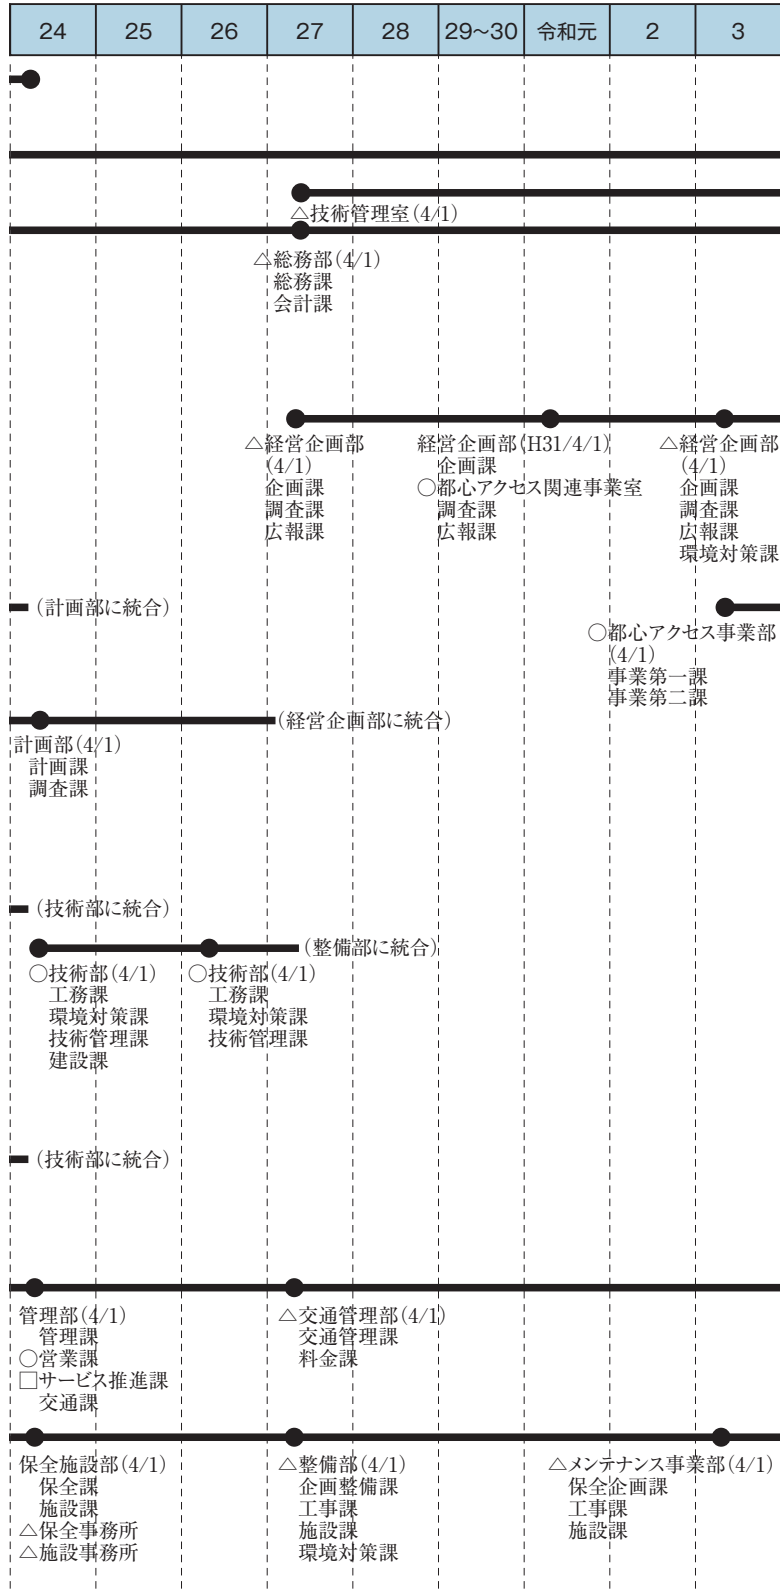 24 25 26 27 28 29～30 令和元 2 3
△技術管理室(4/1)
△総務部(4/1)
総務課
会計課
△経営企画部
(4/1)
企画課
調査課
広報課
経営企画部(H31/4/1)
企画課
○都心アクセス関連事業室
調査課
広報課
△経営企画部
(4/1)
企画課
調査課
広報課
環境対策課
(計画部に統合)
○都心アクセス事業部
(4/1)
事業第一課
事業第二課
(経営企画部に統合)
計画部(4/1)
計画課
調査課
(技術部に統合)
(整備部に統合)
○技術部(4/1)
工務課
環境対策課
技術管理課
建設課
○技術部(4/1)
工務課
環境対策課
技術管理課
(技術部に統合)
管理部(4/1)
管理課
○営業課
□サービス推進課
交通課
△交通管理部(4/1)
交通管理課
料金課
保全施設部(4/1)
保全課
施設課
△保全事務所
△施設事務所
△整備部(4/1)
企画整備課
工事課
施設課
環境対策課
△メンテナンス事業部(4/1)
保全企画課
工事課
施設課